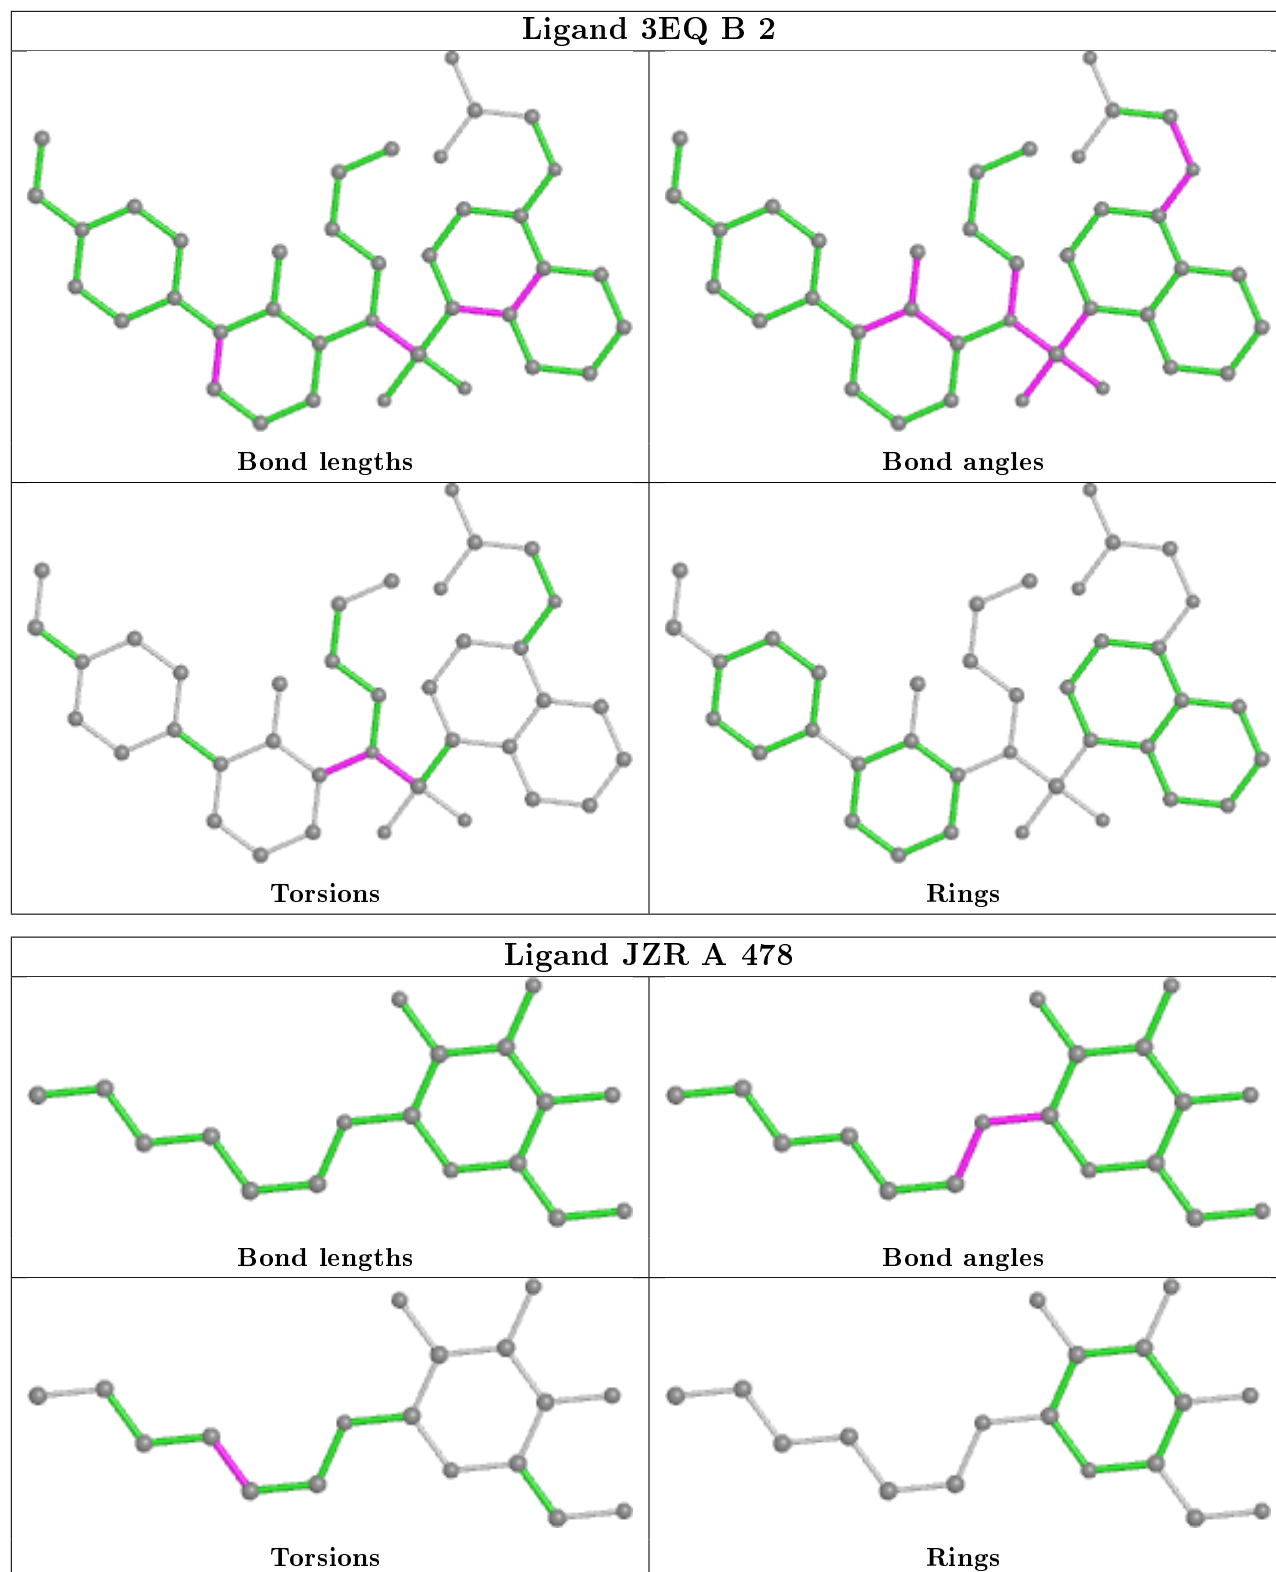 Ligand 3EQ B 2
Bond lengths
Bond angles
Torsions
Rings
Ligand JZR A 478
Bond lengths
Bond angles
Torsions
Rings